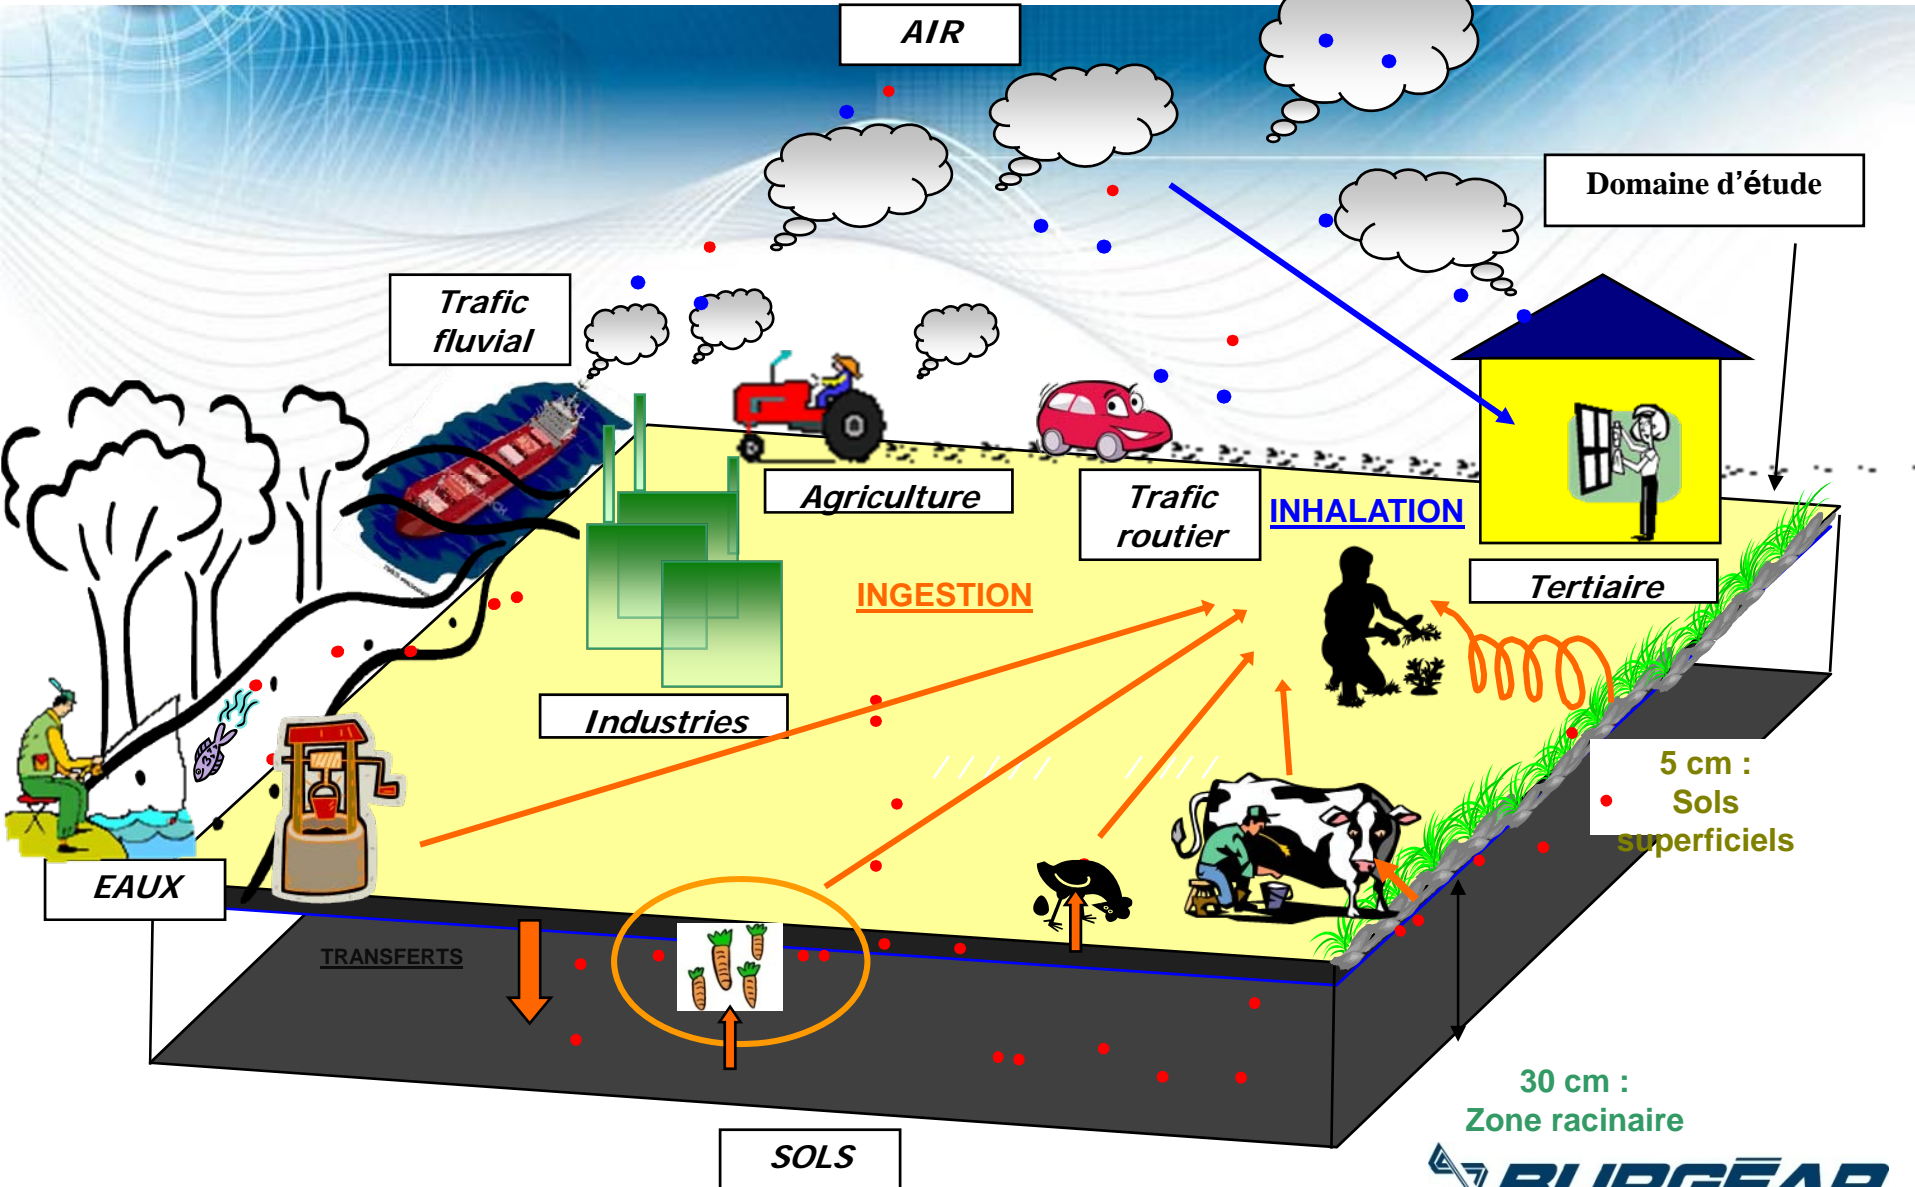 AIR
Domaine d'étude
Trafic
fluvial
Agriculture
Trafic
routier
INHALATION
Tertiaire
INGESTION
Industries
5 cm :
Sols
superficiels
EAUX
TRANSFERTS
30 cm :
Zone racinaire
SOLS
BURGÉAP